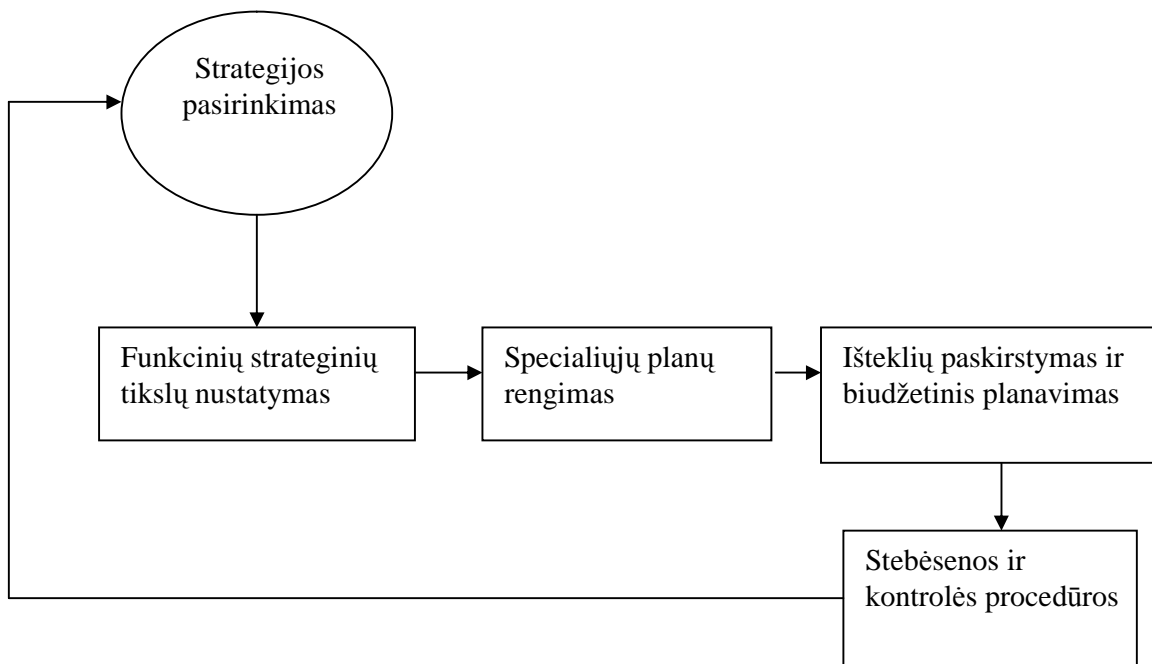 Strategijos
pasirinkimas
Funkcinių strateginių
tikslų nustatymas
Specialiųjų planų
rengimas
Išteklių paskirstymas ir
biudžetinis planavimas
Stebėsenos ir
kontrolės procedūros